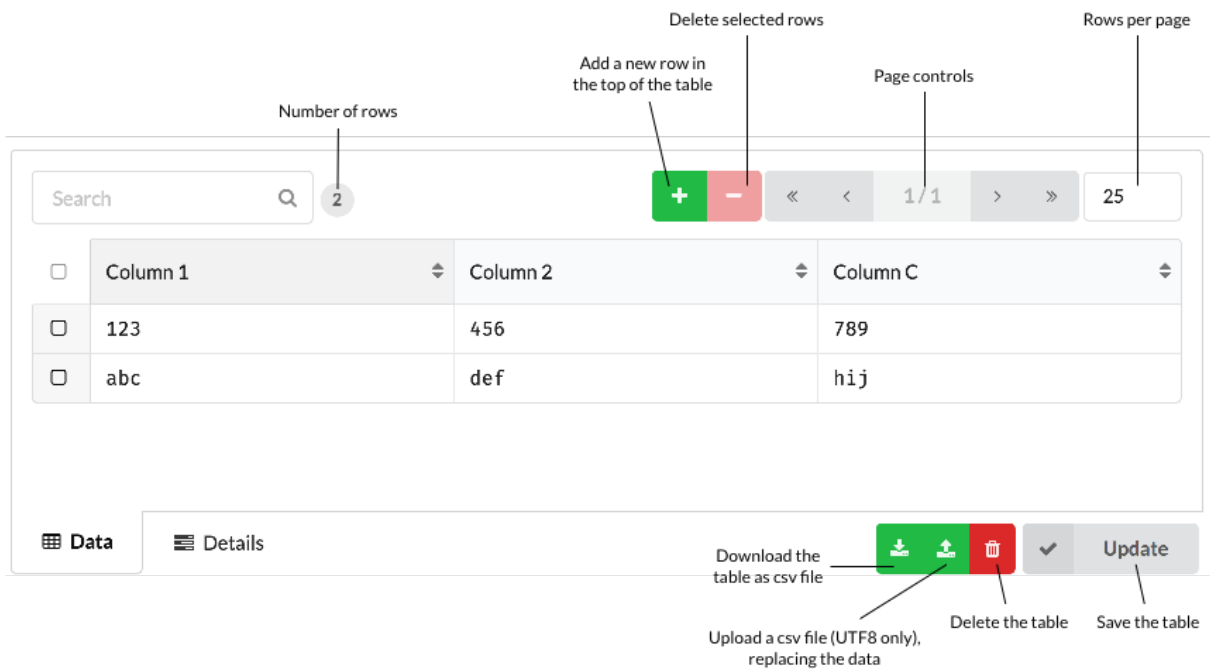 Delete selected rows
Rows per page
Add a new row in
the top of the table
Page controls
Number of rows
Search
2
+
−
«
‹
1/1
›
»
25
Column 1
Column 2
Column C
123
456
789
abc
def
hij
Data
Details
Update
Download the
table as csv file
Delete the table
Save the table
Upload a csv file (UTF8 only),
replacing the data